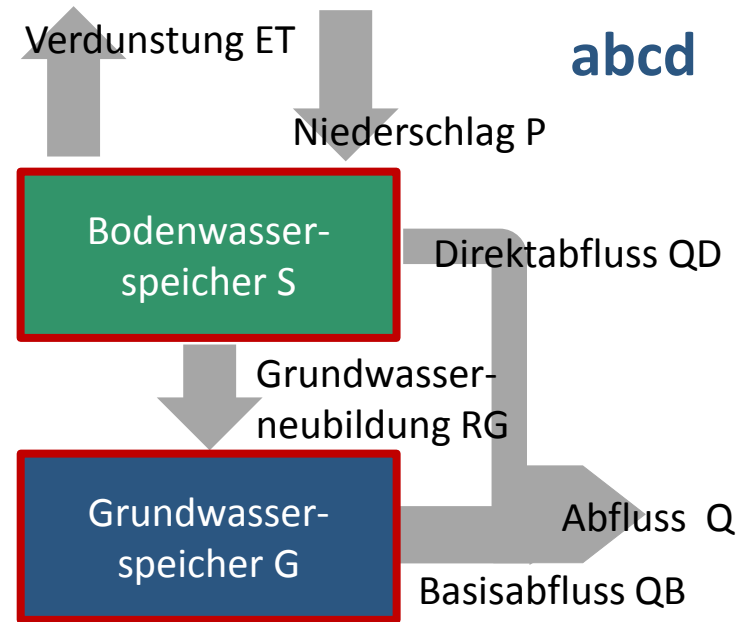 Verdunstung ET
abcd
Niederschlag P
Bodenwasser-
speicher S
Direktabfluss QD
Grundwasser-
neubildung RG
Grundwasser-
speicher G
Abfluss Q
Basisabfluss QB